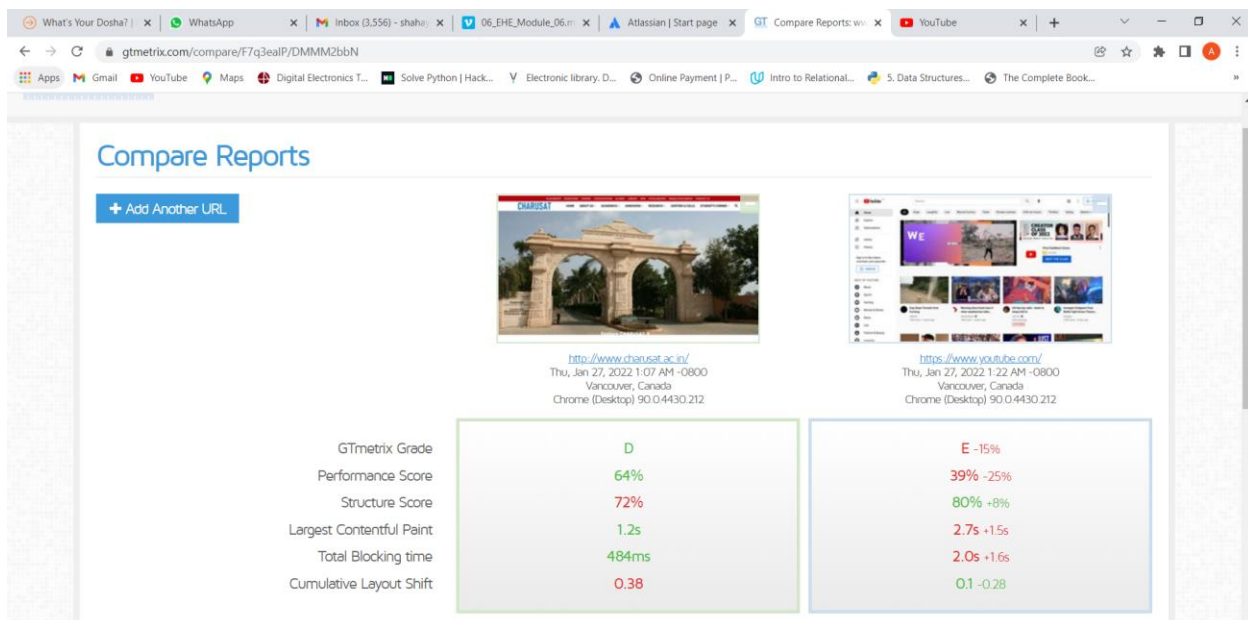 What's Your Dosha? |
WhatsApp
Inbox (3,556) - shahaj
06_EHE_Module_06.m
Atlassian | Start page
GT Compare Reports: ww
YouTube
gtmetrix.com/compare/F7q3ealP/DMMM2bbN
A
Apps
Gmail
YouTube
Maps
Digital Electronics T...
Solve Python | Hack...
Electronic library. D...
Online Payment | P...
Intro to Relational...
5. Data Structures...
The Complete Book...
»
Compare Reports
+ Add Another URL
CHARUSAT
WE
http://www.charusat.ac.in/
Thu, Jan 27, 2022 1:07 AM -0800
Vancouver, Canada
Chrome (Desktop) 90.0.4430.212
https://www.youtube.com/
Thu, Jan 27, 2022 1:22 AM -0800
Vancouver, Canada
Chrome (Desktop) 90.0.4430.212
GTmetrix Grade D E -15%
Performance Score 64% 39% -25%
Structure Score 72% 80% +8%
Largest Contentful Paint 1.2s 2.7s +1.5s
Total Blocking time 484ms 2.0s +1.6s
Cumulative Layout Shift 0.38 0.1 -0.28